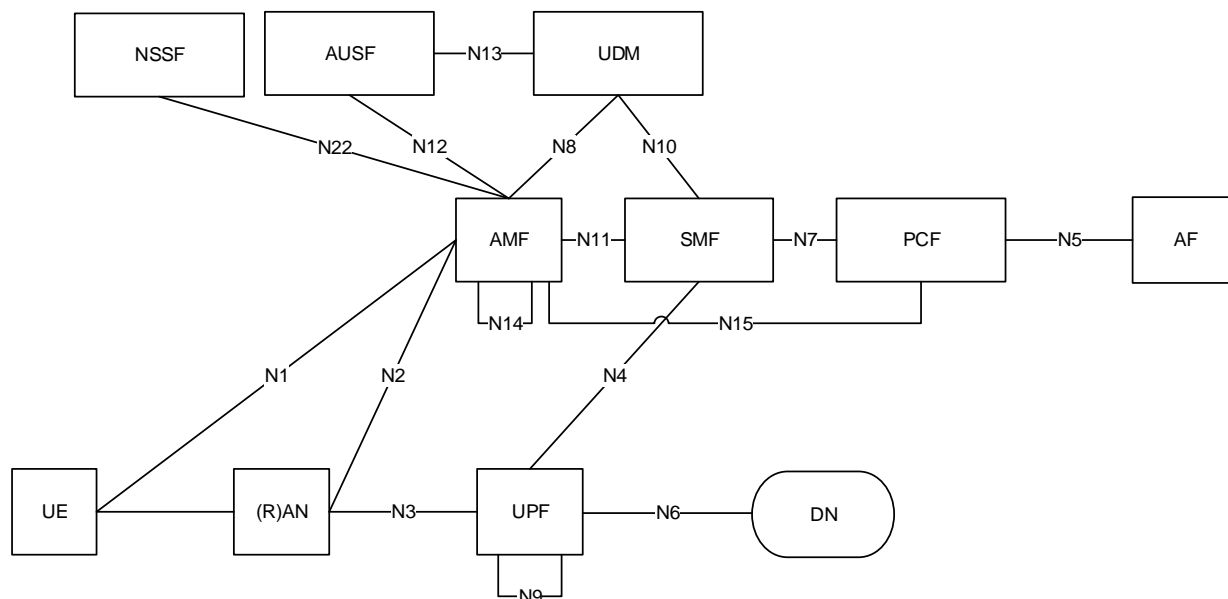 NSSF
AUSF
N13
UDM
N22
N12
N8
N10
AMF
N11
SMF
N7
PCF
N5
AF
N14
N15
N1
N2
N4
UE
(R)AN
N3
UPF
N6
DN
N9